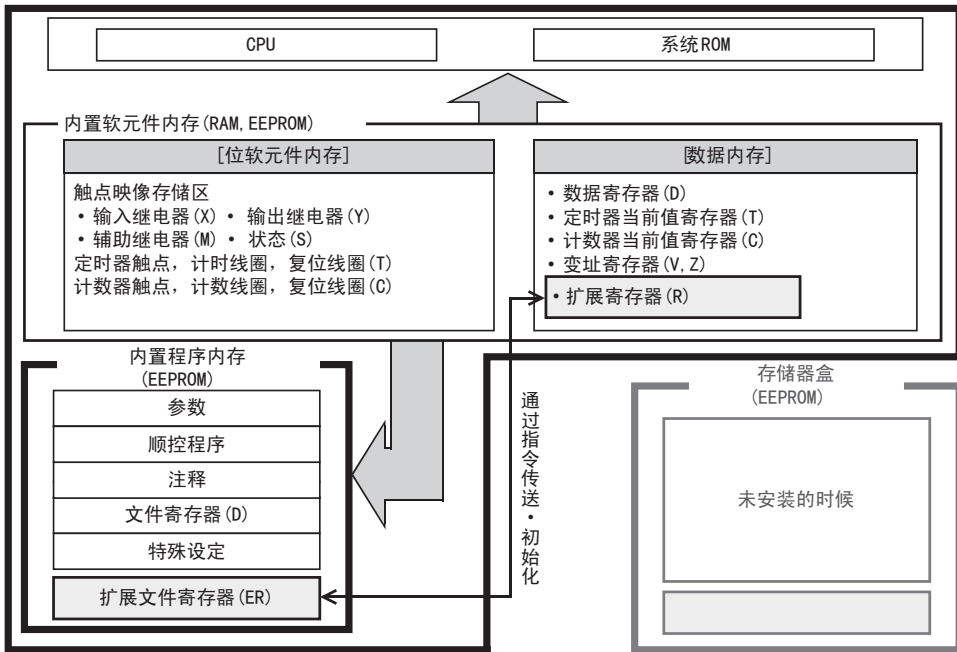 CPU
系统ROM
内置软元件内存(RAM, EEPROM)
[位软元件内存]
触点映像存储区
• 输入继电器(X) • 输出继电器(Y)
• 辅助继电器(M) • 状态(S)
定时器触点，计时线圈，复位线圈(T)
计数器触点，计数线圈，复位线圈(C)
数据内存]
• 数据寄存器(D)
• 定时器当前值寄存器(T)
• 计数器当前值寄存器(C)
• 变址寄存器(V, Z)
• 扩展寄存器(R)
内置程序内存
(EEPROM)
参数
顺控程序
注释
文件寄存器(D)
特殊设定
扩展文件寄存器(ER)
通过指令传送・初始化
存储器盒
(EEPROM)
未安装的时候